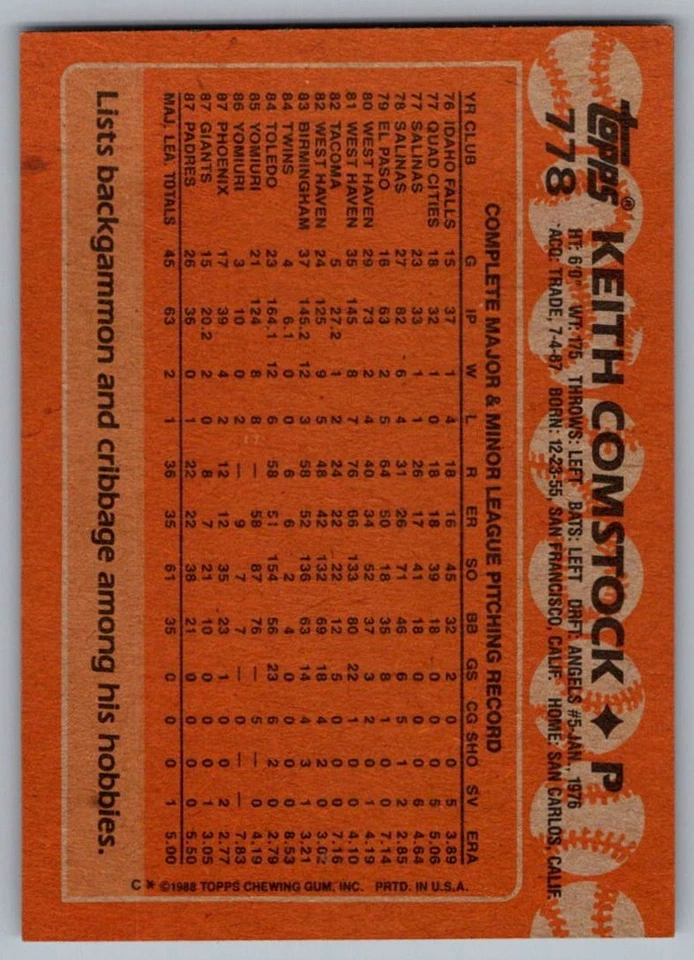 topps® KEITH COMSTOCK ✦ P
778 HT: 6'0" WT: 175 THROWS: LEFT BATS: LEFT DRFT: ANGELS #5-JAN., 1976
ACQ: TRADE, 7-4-87 BORN: 12-23-55, SAN FRANCISCO, CALIF. HOME: SAN CARLOS, CALIF.
COMPLETE MAJOR & MINOR LEAGUE PITCHING RECORD
YR CLUB G IP W L R ER SO BB GS CG SHO SV ERA
76 IDAHO FALLS 15 37 1 4 18 16 45 32 2 0 0 5 3.89
77 QUAD CITIES 18 32 1 0 18 18 39 18 0 0 0 5 5.06
77 SALINAS 23 33 1 1 26 17 41 18 4.64
78 SALINAS 27 82 6 4 31 26 71 46 6 2.85
79 EL PASO 16 63 2 5 64 50 18 35 8 1 0 7.14
80 WEST HAVEN 29 73 2 4 40 34 52 37 3 2 0 4.19
81 WEST HAVEN 35 145 8 7 76 66 133 80 22 4.10
82 TACOMA 5 27.2 1 2 24 22 22 12 5 0 0 0 7.16
82 WEST HAVEN 24 125 9 5 48 42 132 69 18 4 3.02
83 BIRMINGHAM 37 145.2 12 3 58 52 136 63 14 4 3 3.21
84 TWINS 4 6.1 0 0 6 6 2 4 0 0 0 0 8.53
84 TOLEDO 23 164.1 12 6 58 51 154 56 23 6 2 0 2.79
85 YOMIURI 21 124 8 8 — 58 87 76 — 5 — 0 4.19
86 YOMIURI 3 10 0 2 — 9 7 7 — 0 — 0 7.83
87 PHOENIX 17 39 4 2 12 12 35 23 1 0 0 2 2.77
87 GIANTS 15 20.2 2 0 8 7 21 10 0 0 0 1 3.05
87 PADRES 26 36 0 1 22 22 38 21 0 0 0 0 5.50
MAJ. LEA TOTALS 45 63 2 1 36 35 61 35 0 0 0 1 5.00
Lists backgammon and cribbage among his hobbies.
C * ©1988 TOPPS CHEWING GUM, INC. PRTD. IN U.S.A.